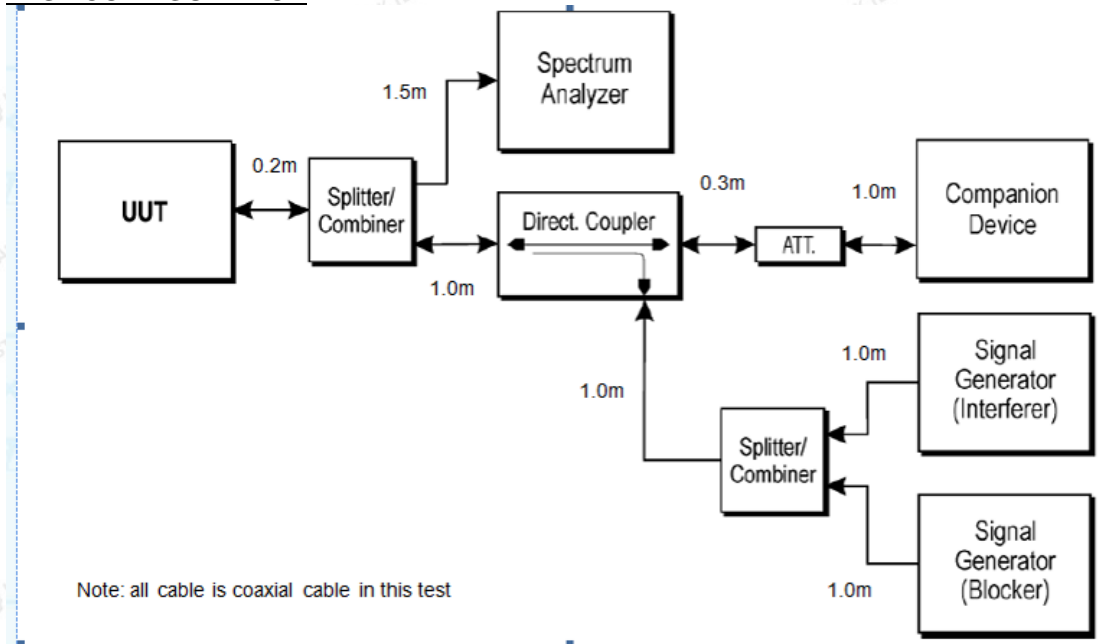 Spectrum
Analyzer
1.5m
UUT
0.2m
Splitter/
Combiner
1.0m
Direct. Coupler
0.3m
ATT.
1.0m
Companion
Device
1.0m
Splitter/
Combiner
1.0m
Signal
Generator
(Interferer)
1.0m
Signal
Generator
(Blocker)
Note: all cable is coaxial cable in this test